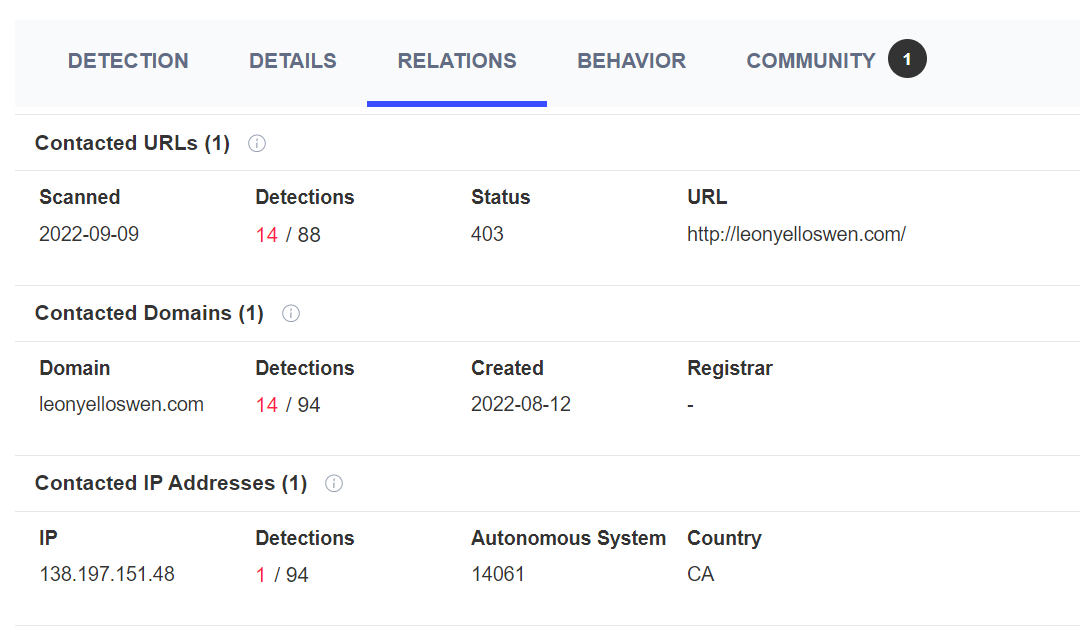 DETECTION DETAILS RELATIONS BEHAVIOR COMMUNITY 1
Contacted URLs (1)
Scanned Detections Status URL
2022-09-09 14 / 88 403 http://leonyelloswen.com/
Contacted Domains (1)
Domain Detections Created Registrar
leonyelloswen.com 14 / 94 2022-08-12 -
Contacted IP Addresses (1)
IP Detections Autonomous System Country
138.197.151.48 1 / 94 14061 CA